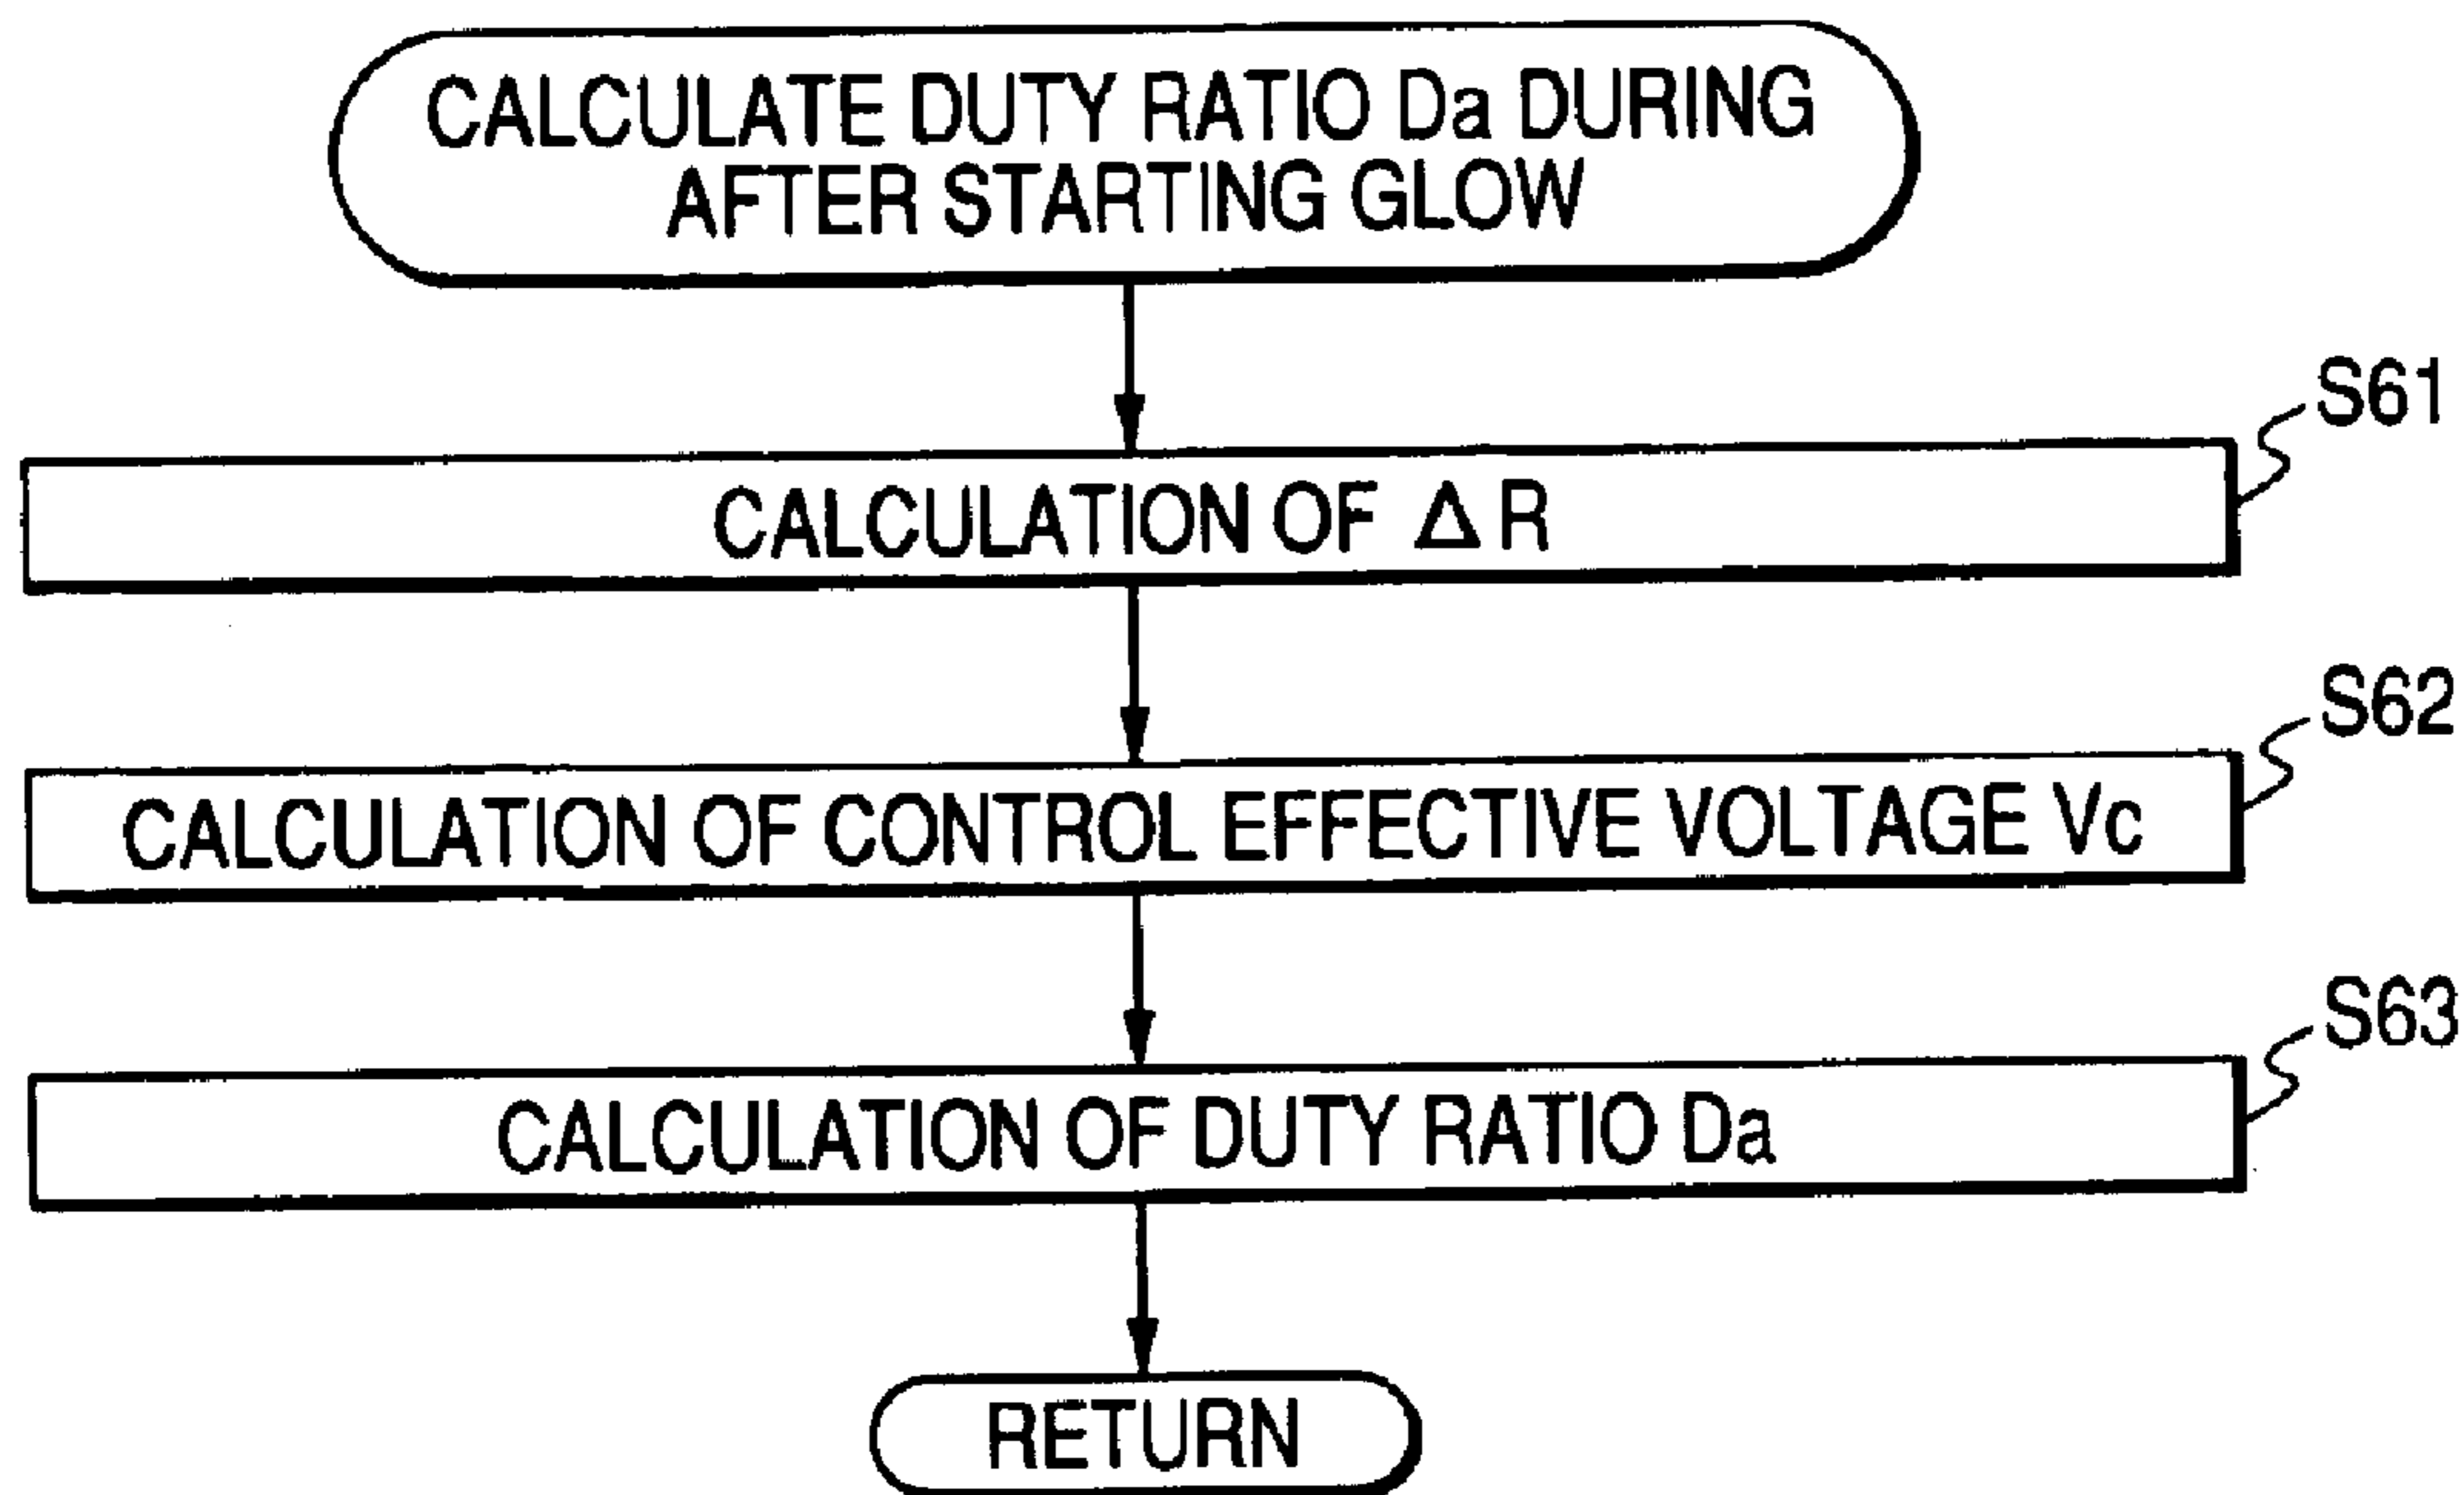 CALCULATE DUTY RATIO Da DURING
AFTER STARTING GLOW
S61
CALCULATION OF Δ R
S62
CALCULATION OF CONTROL EFFECTIVE VOLTAGE Vc
S63
CALCULATION OF DUTY RATIO Da
RETURN